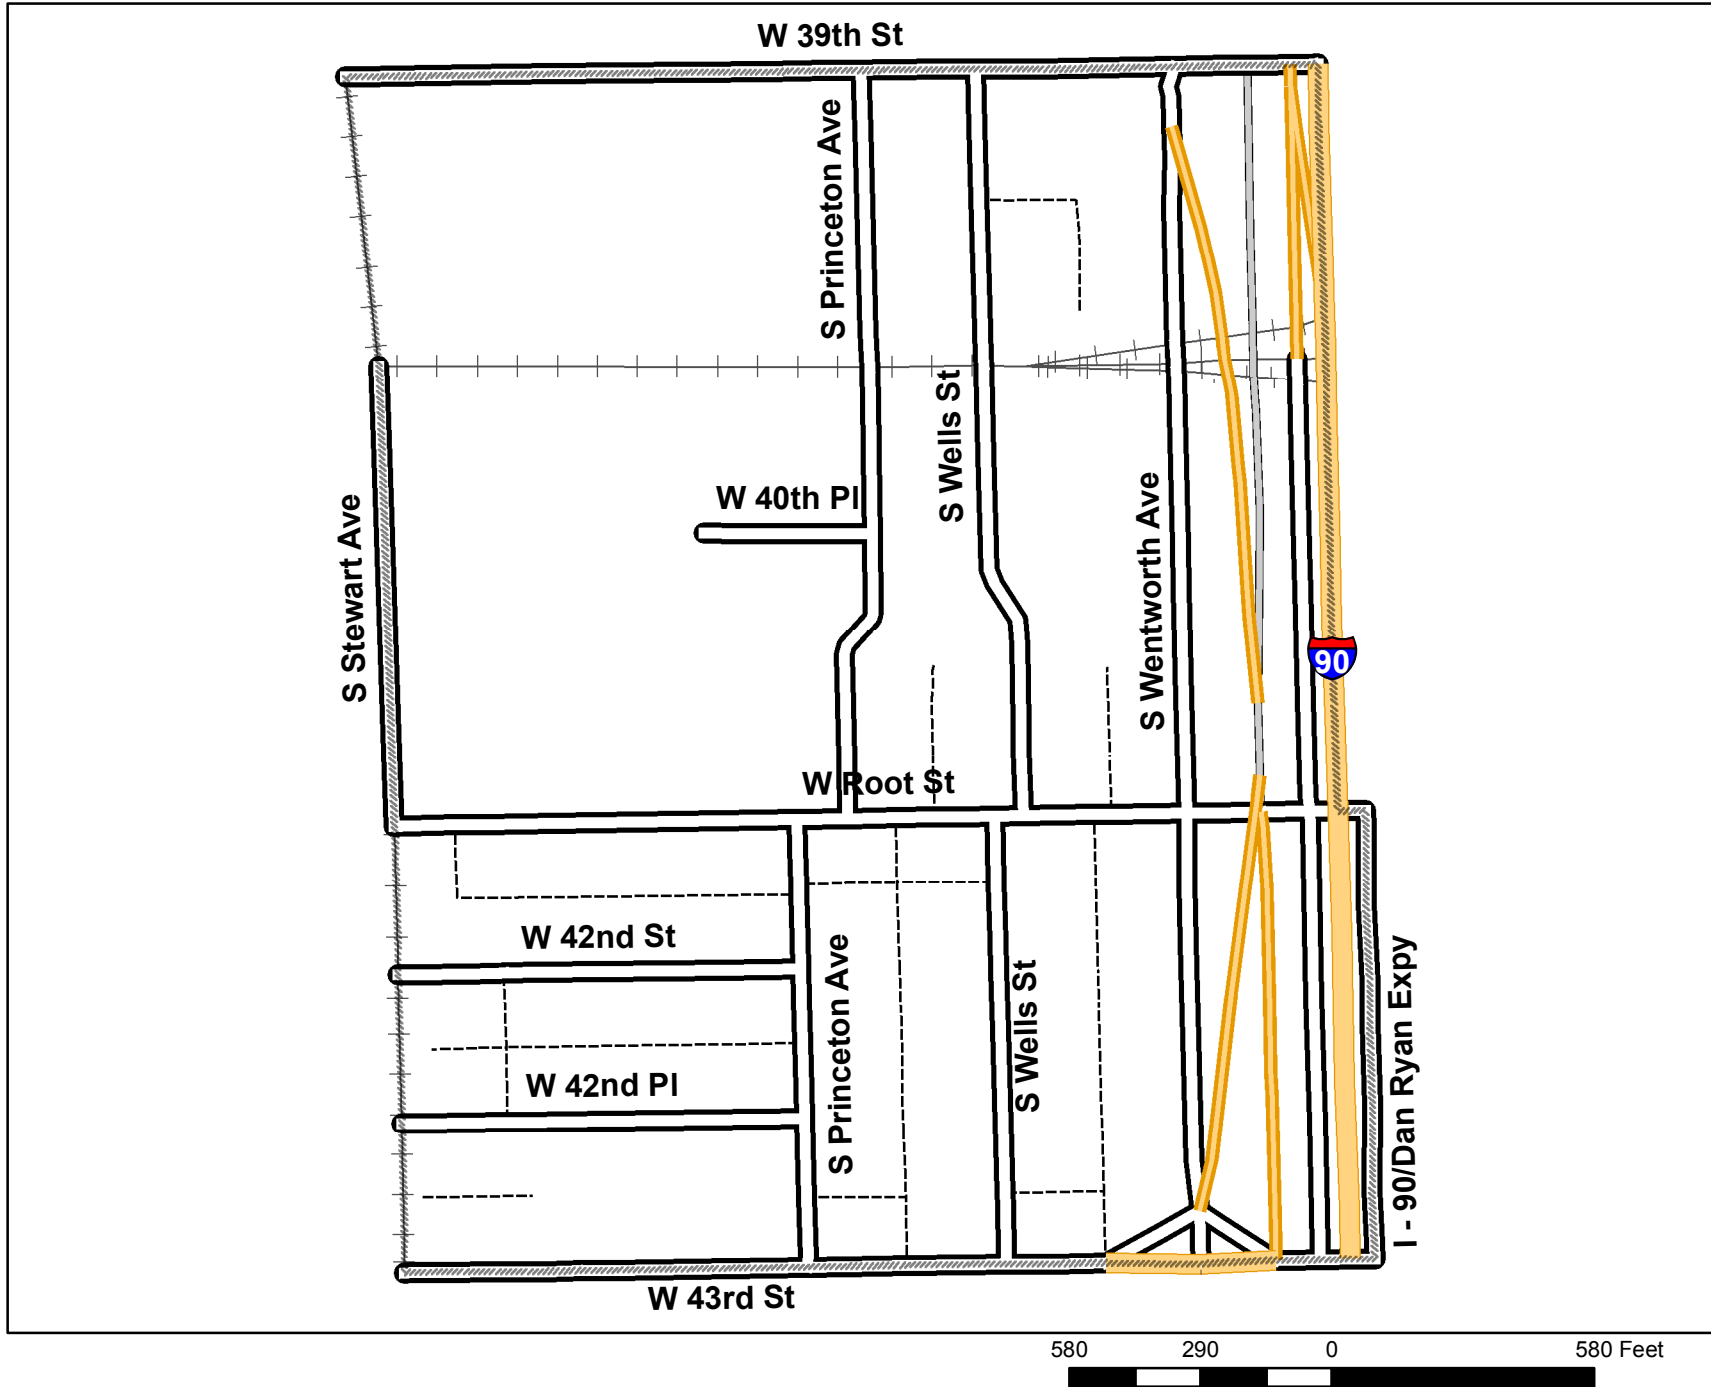 W 39th St
S Princeton Ave
S Wells St
W 40th Pl
S Stewart Ave
S Wentworth Ave
90
W Root St
W 42nd St
S Princeton Ave
S Wells St
I - 90/Dan Ryan Expy
W 42nd Pl
W 43rd St
580 290 0 580 Feet